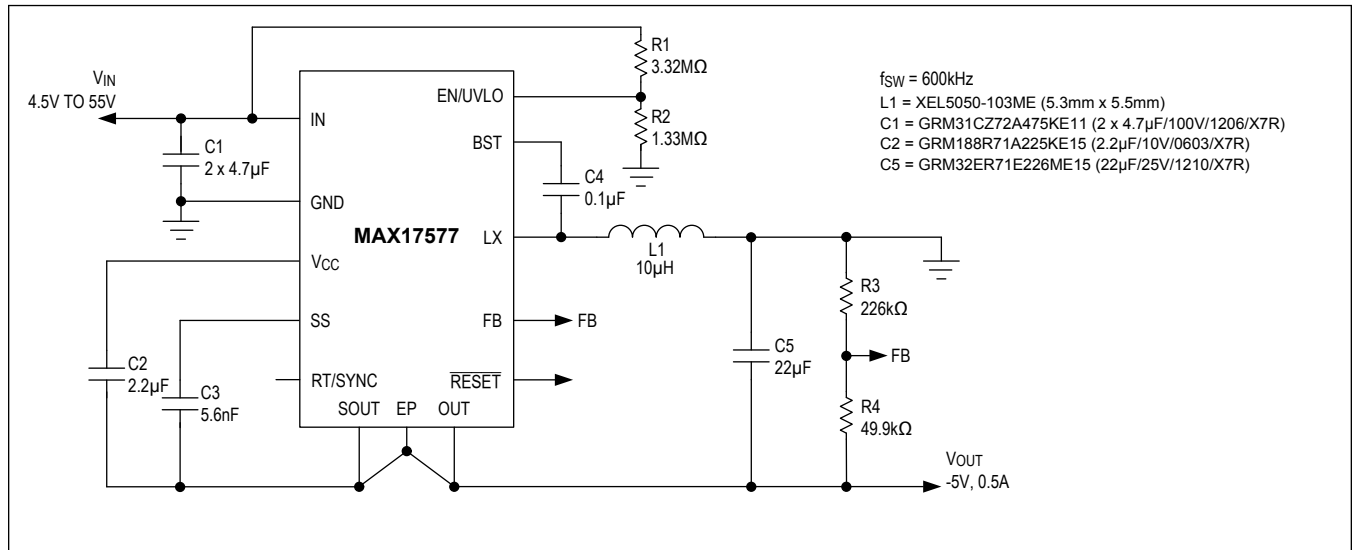 R1
3.32MΩ
VIN
4.5V TO 55V
EN/UVLO
IN
R2
1.33MΩ
BST
C1
2 x 4.7µF
C4
0.1µF
GND
MAX17577
LX
L1
10µH
VCC
R3
226kΩ
SS
FB
FB
C5
22µF
FB
C2
2.2µF
C3
5.6nF
RT/SYNC
RESET
SOUT
EP
OUT
R4
49.9kΩ
VOUT
-5V, 0.5A
fSW = 600kHz
L1 = XEL5050-103ME (5.3mm x 5.5mm)
C1 = GRM31CZ72A475KE11 (2 x 4.7µF/100V/1206/X7R)
C2 = GRM188R71A225KE15 (2.2µF/10V/0603/X7R)
C5 = GRM32ER71E226ME15 (22µF/25V/1210/X7R)